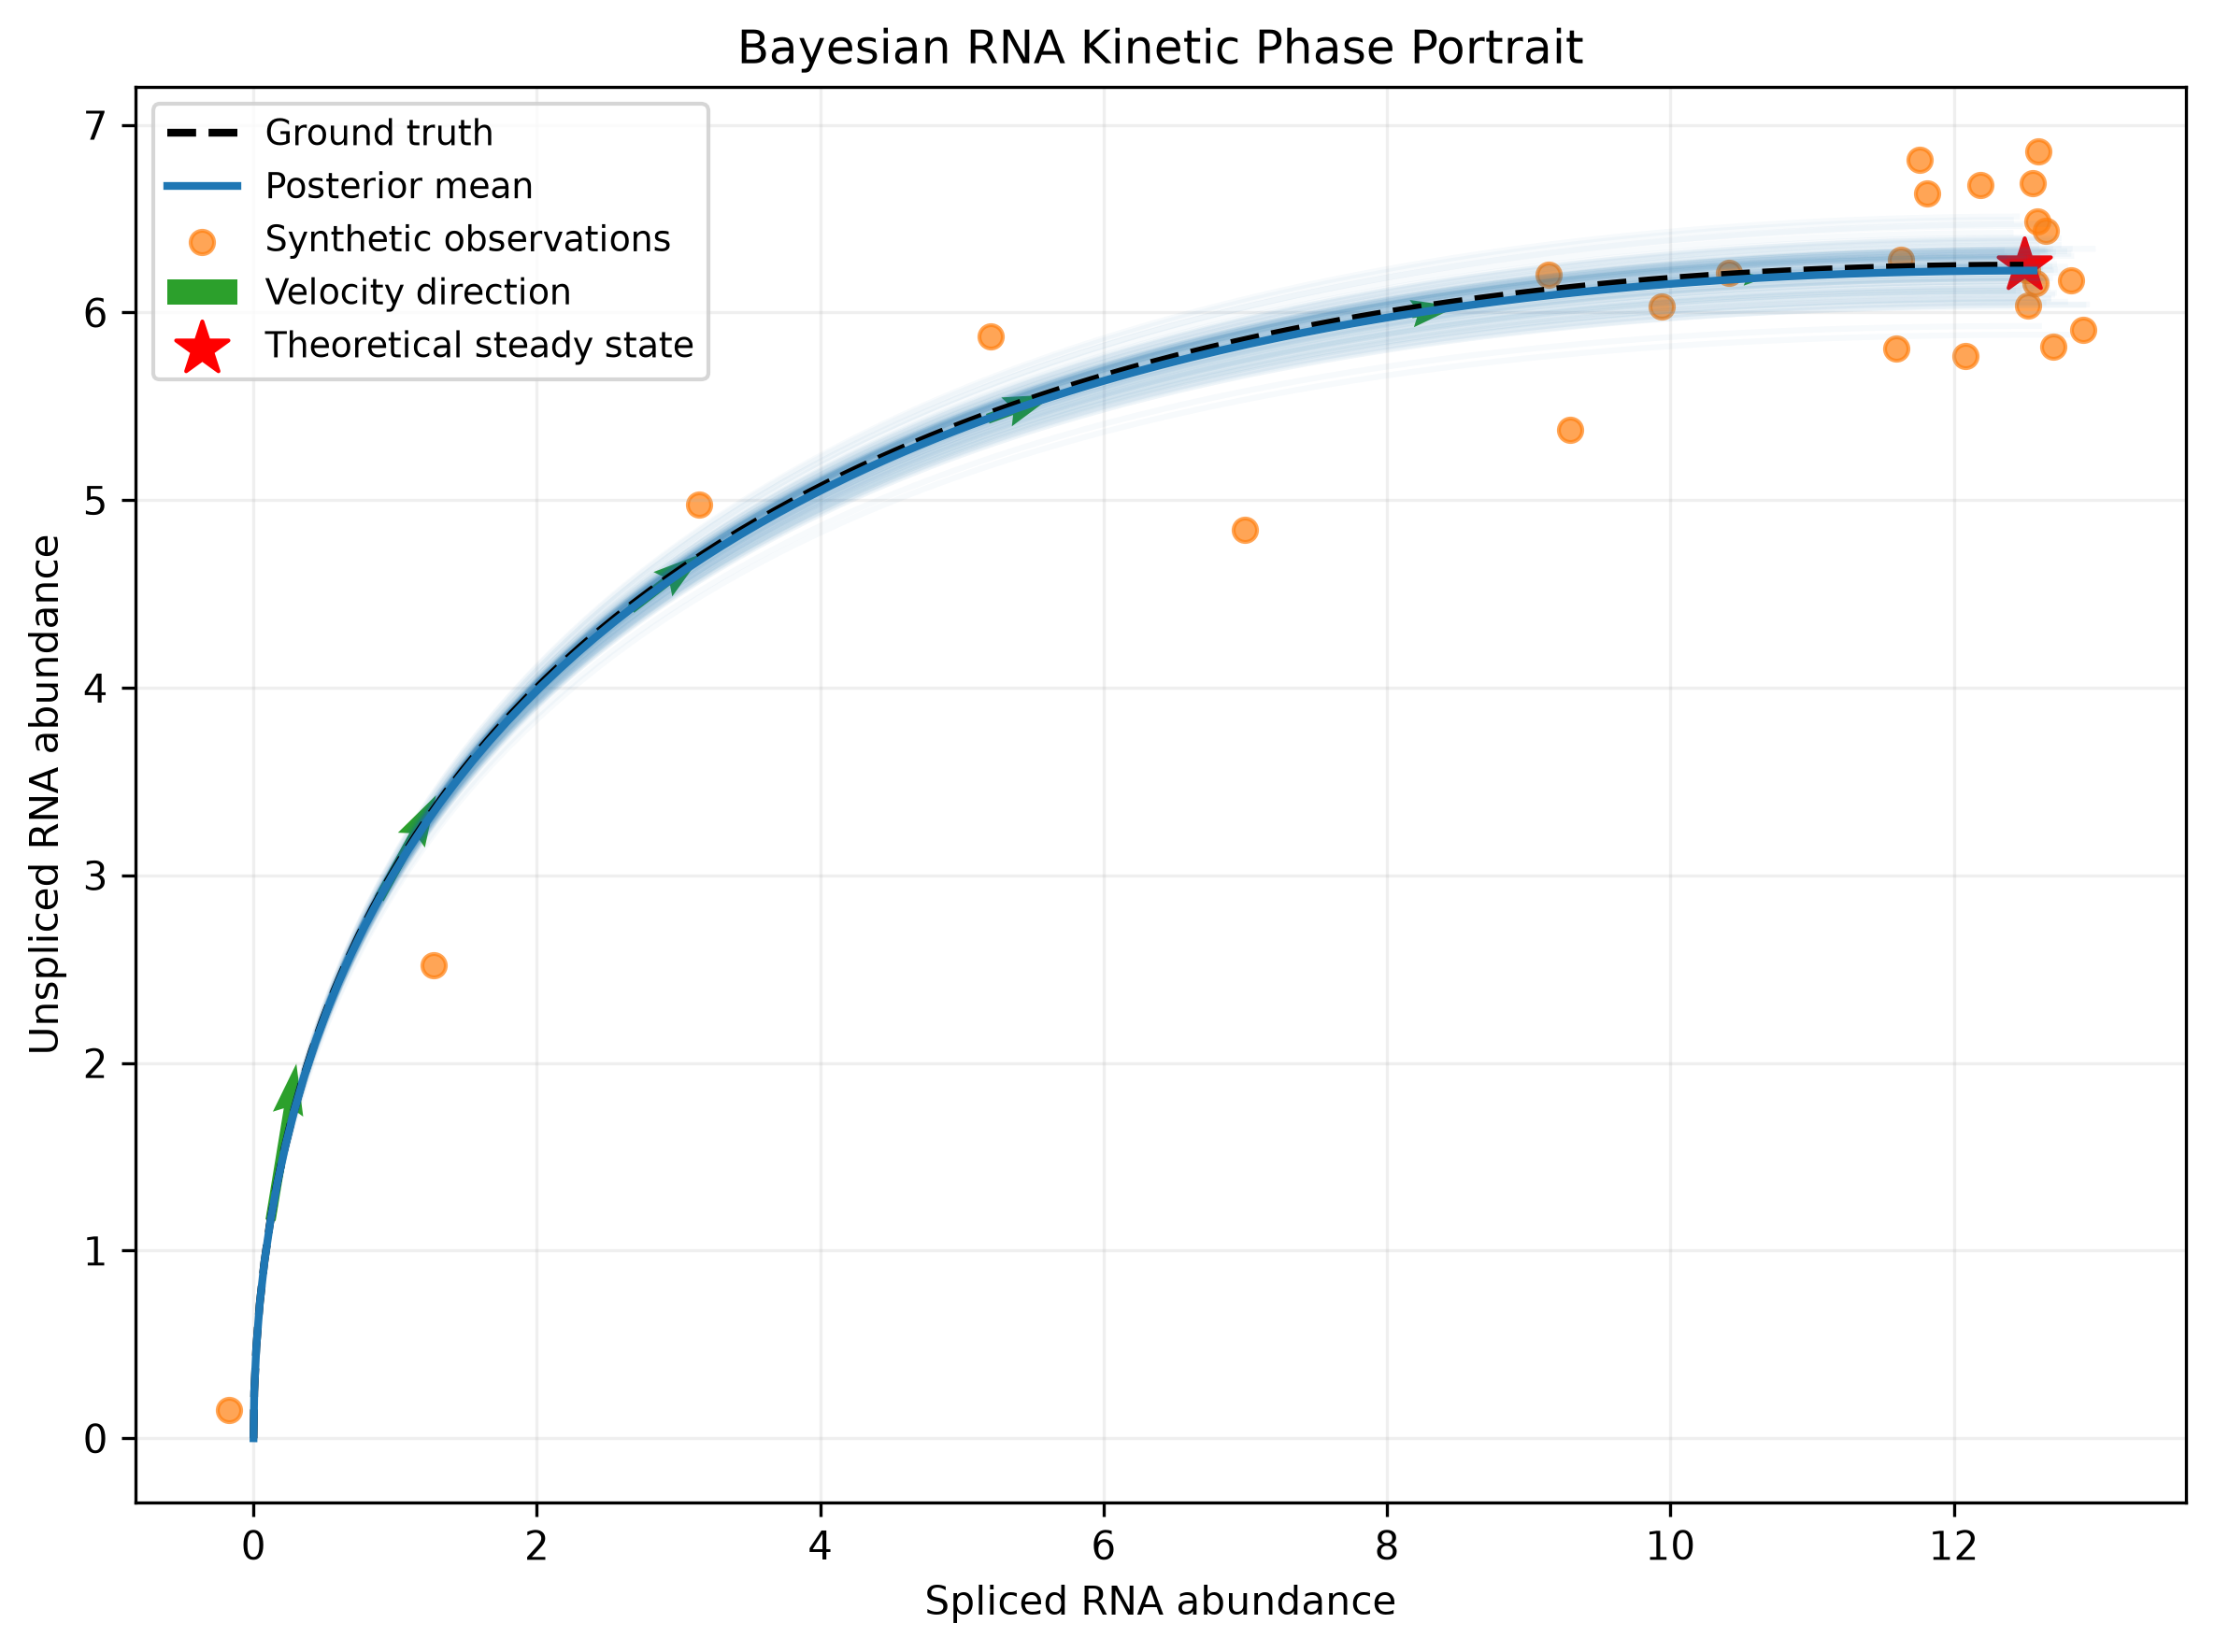 Bayesian RNA Kinetic Phase Portrait
Ground truth
Posterior mean
Synthetic observations
Velocity direction
Theoretical steady state
7
6
5
4
3
2
1
0
Unspliced RNA abundance
0
2
4
6
8
10
12
Spliced RNA abundance